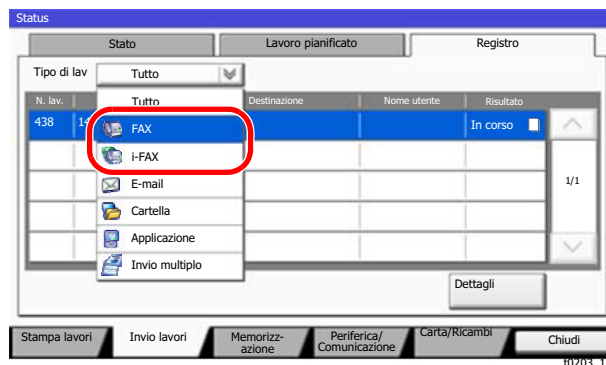 Status
Stato Lavoro pianificato Registro
Tipo di lav Tutto
N. lav. Destinazione Nome utente Risultato
Tutto
438 14 In corso
FAX
i-FAX
E-mail 1/1
Cartella
Applicazione
Invio multiplo
Dettagli
Stampa lavori Invio lavori Memorizz-
azione Periferica/
Comunicazione Carta/Ricambi Chiudi